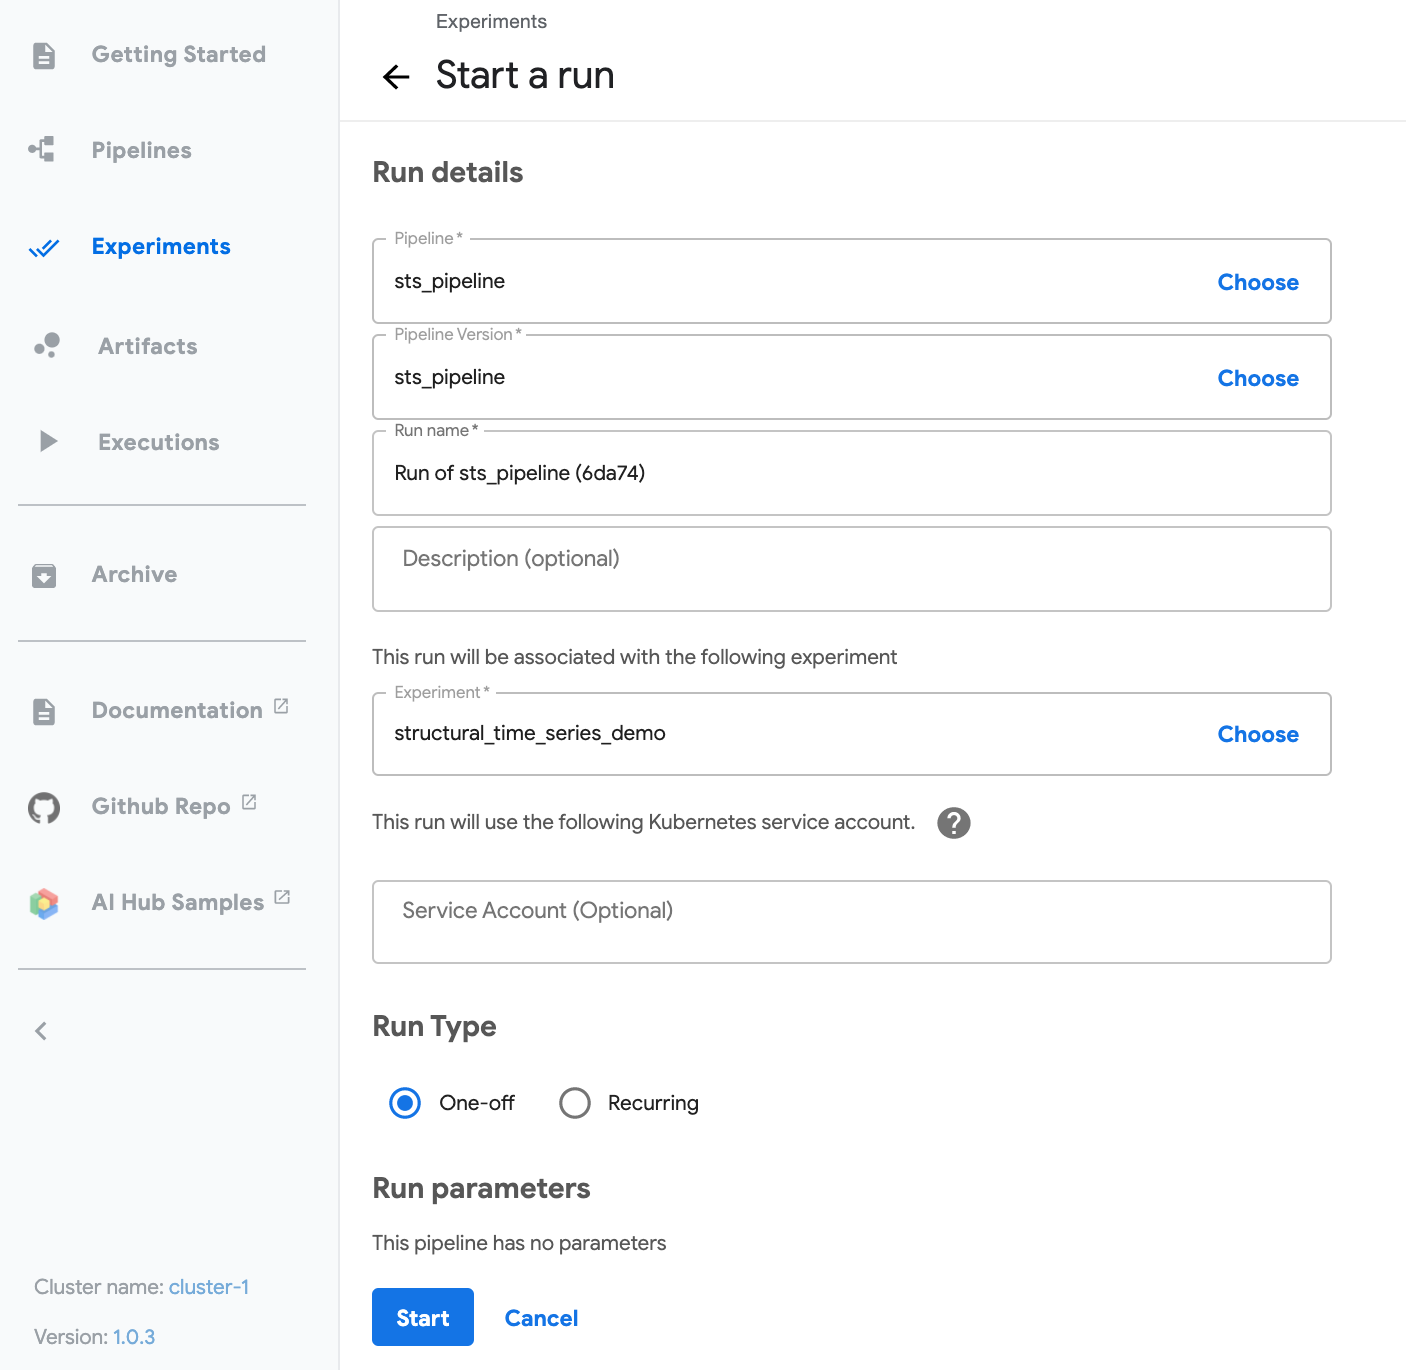 Getting Started
Pipelines
Experiments
Artifacts
Executions
Archive
Documentation
Github Repo
AI Hub Samples
Cluster name: cluster-1
Version: 1.0.3
Experiments
Start a run
Run details
Pipeline*
sts_pipeline
Choose
Pipeline Version*
sts_pipeline
Choose
Run name*
Run of sts_pipeline (6da74)
Description (optional)
This run will be associated with the following experiment
Experiment*
structural_time_series_demo
Choose
This run will use the following Kubernetes service account. ?
Service Account (Optional)
Run Type
One-off Recurring
Run parameters
This pipeline has no parameters
Start Cancel